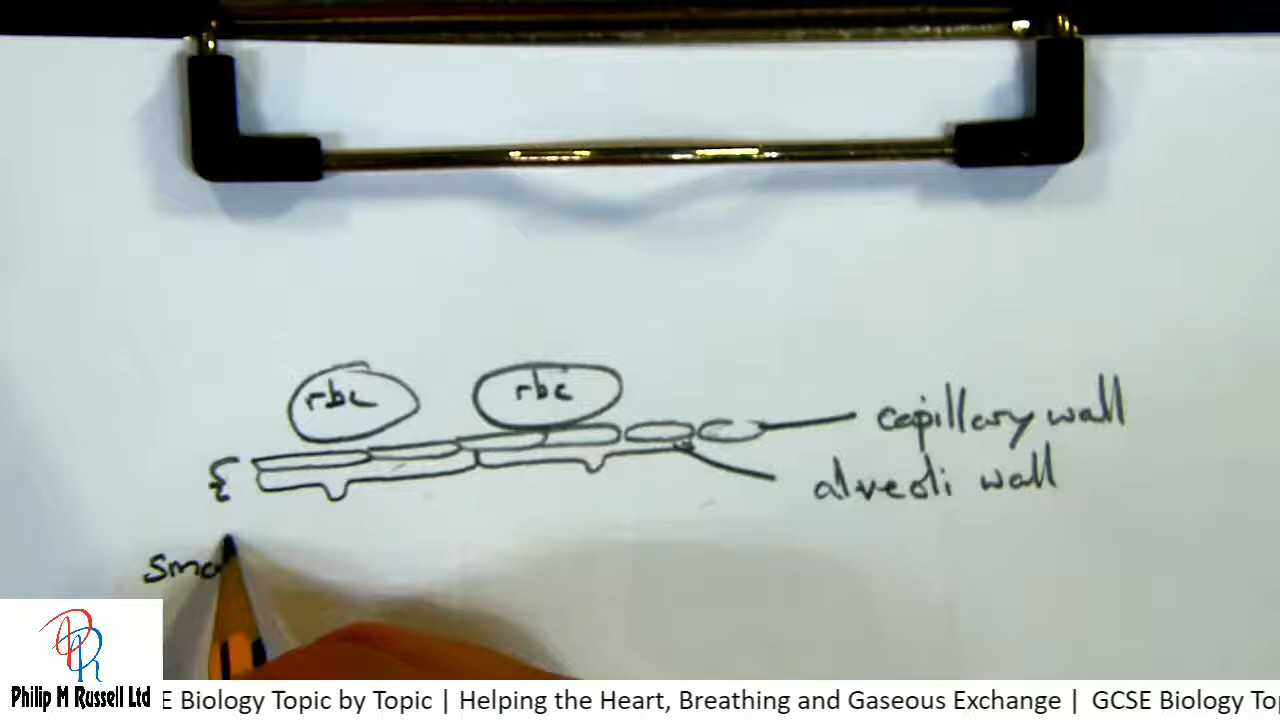 rbc rbc
capillary wall
alveoli wall
Philip M Russell Ltd
E Biology Topic by Topic | Helping the Heart, Breathing and Gaseous Exchange | GCSE Biology To